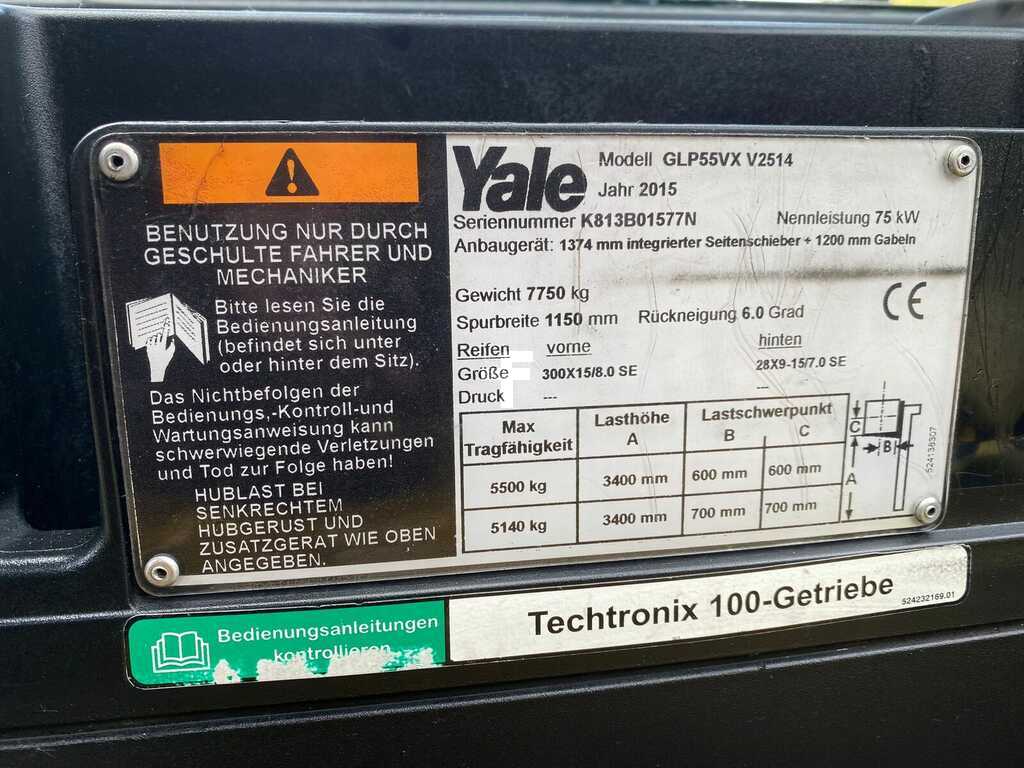 BENUTZUNG NUR DURCH
GESCHULTE FAHRER UND
MECHANIKER
Bitte lesen Sie die
Bedienungsanleitung
(befindet sich unter
oder hinter dem Sitz).
Das Nichtbefolgen der
Bedienungs,-Kontroll-und
Wartungsanweisung kann
schwerwiegende Verletzungen
und Tod zur Folge haben!
HUBLAST BEI
SENKRECHTEM
HUBGERUST UND
ZUSATZGERAT WIE OBEN
ANGEGEBEN.
Yale Modell GLP55VX V2514
Jahr 2015
Seriennummer K813B01577N Nennleistung 75 kW
Anbaugerät: 1374 mm integrierter Seitenschieber + 1200 mm Gabeln
Gewicht 7750 kg CE
Spurbreite 1150 mm Rückneigung 6.0 Grad
Reifen vorne hinten
Größe 300X15/8.0 SE 28X9-15/7.0 SE
Druck --- ---
F
Max Tragfähigkeit Lasthöhe A Lastschwerpunkt B C
5500 kg 3400 mm 600 mm 600 mm
5140 kg 3400 mm 700 mm 700 mm
C
B
A
524138307
Bedienungsanleitungen
kontrollieren
Techtronix 100-Getriebe
524232169.01